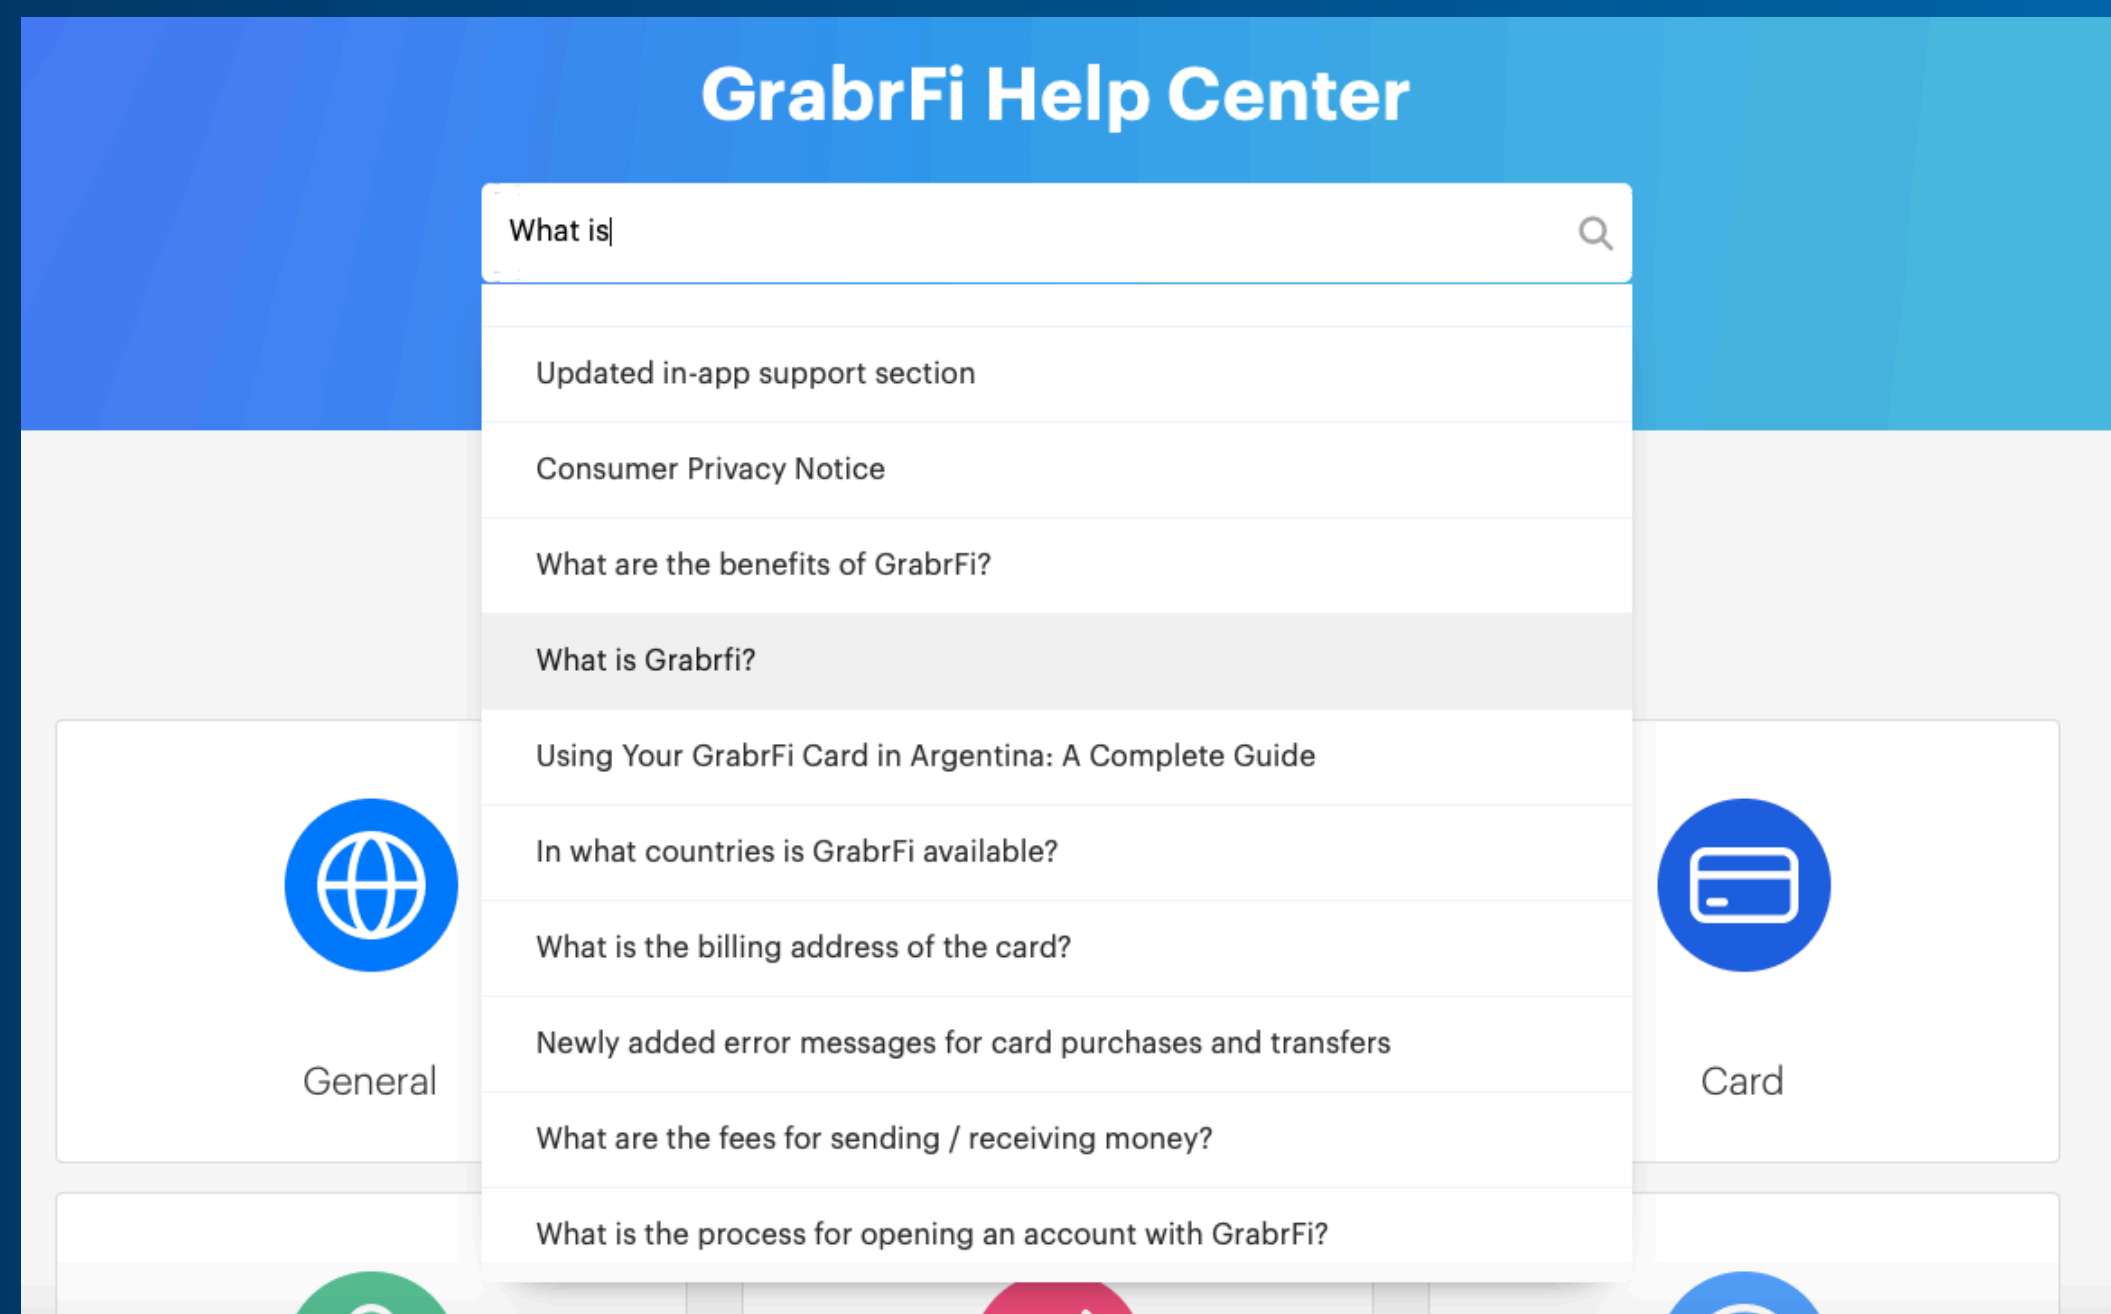 GrabrFi Help Center
What is
Updated in-app support section
Consumer Privacy Notice
What are the benefits of GrabrFi?
What is Grabrfi?
Using Your GrabrFi Card in Argentina: A Complete Guide
In what countries is GrabrFi available?
What is the billing address of the card?
Newly added error messages for card purchases and transfers
What are the fees for sending / receiving money?
What is the process for opening an account with GrabrFi?
General
Card